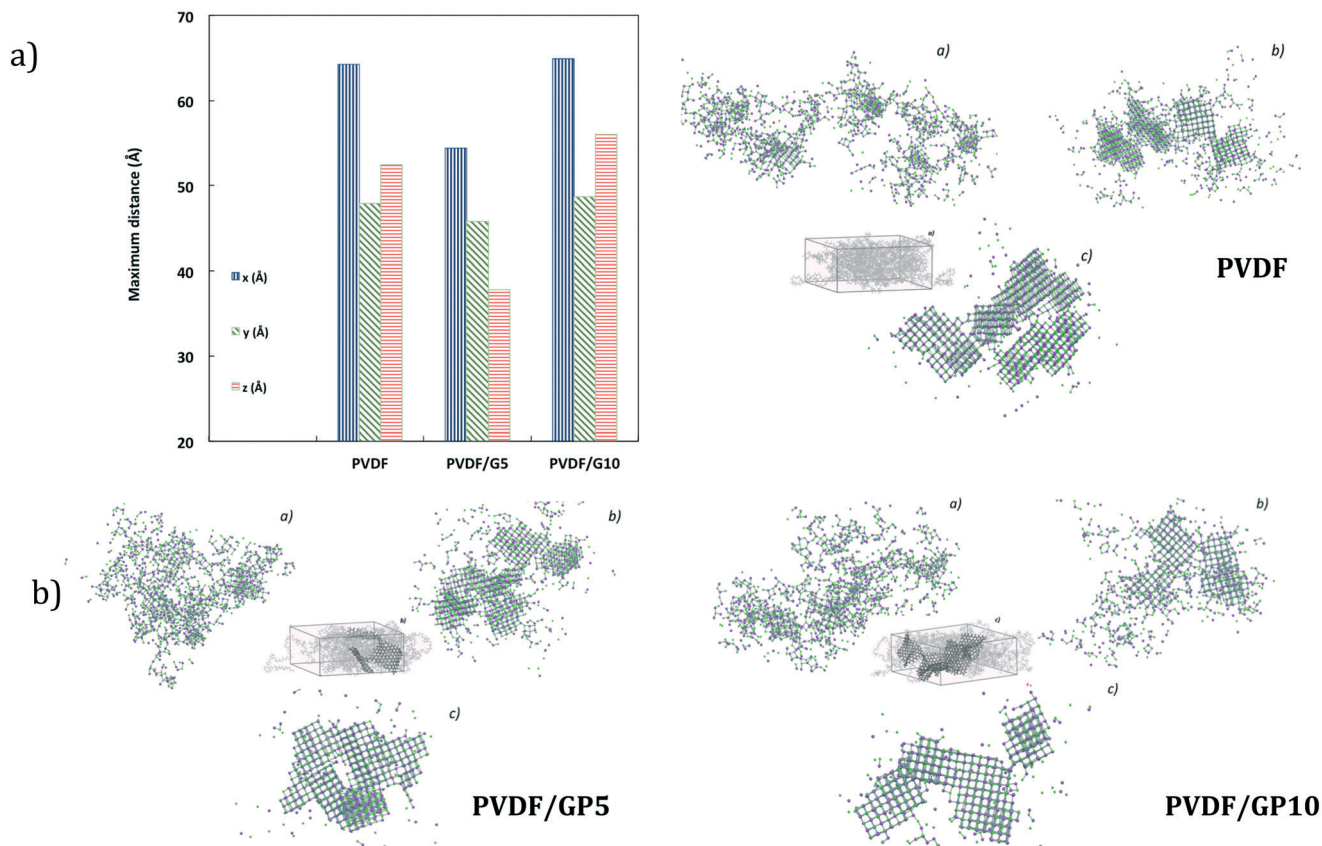 a)
70
60
50
40
30
20
Maximum distance (Å)
x (Å)
y (Å)
z (Å)
PVDF
PVDF/G5
PVDF/G10
a)
b)
a)
c)
PVDF
b)
a)
b)
b)
c)
PVDF/GP5
a)
b)
c)
c)
PVDF/GP10